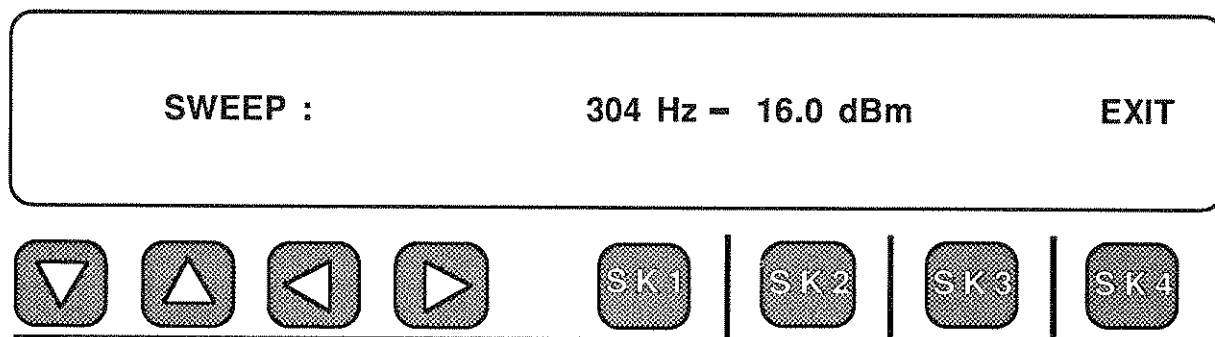 SWEEP : 304 Hz – 16.0 dBm EXIT
SK1 SK2 SK3 SK4